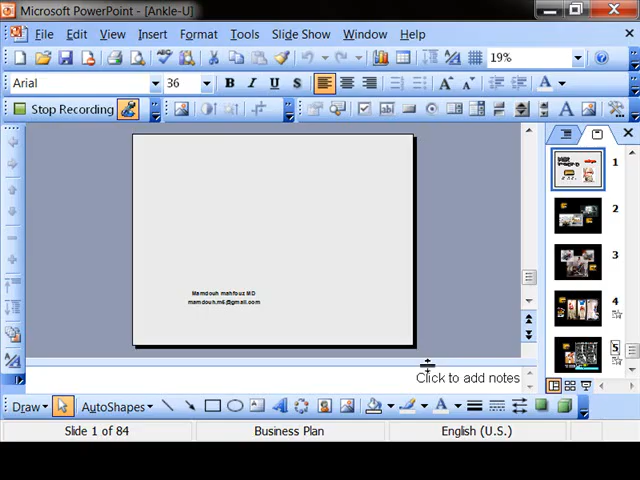 Microsoft PowerPoint - [Ankle-U]
File Edit View Insert Format Tools Slide Show Window Help
19%
Arial 36 B I U S
Stop Recording
Mamdouh mahfouz MD
mamdouh.m6@gmail.com
1
2
3
4
5
Click to add notes
Draw AutoShapes
Slide 1 of 84 Business Plan English (U.S.)